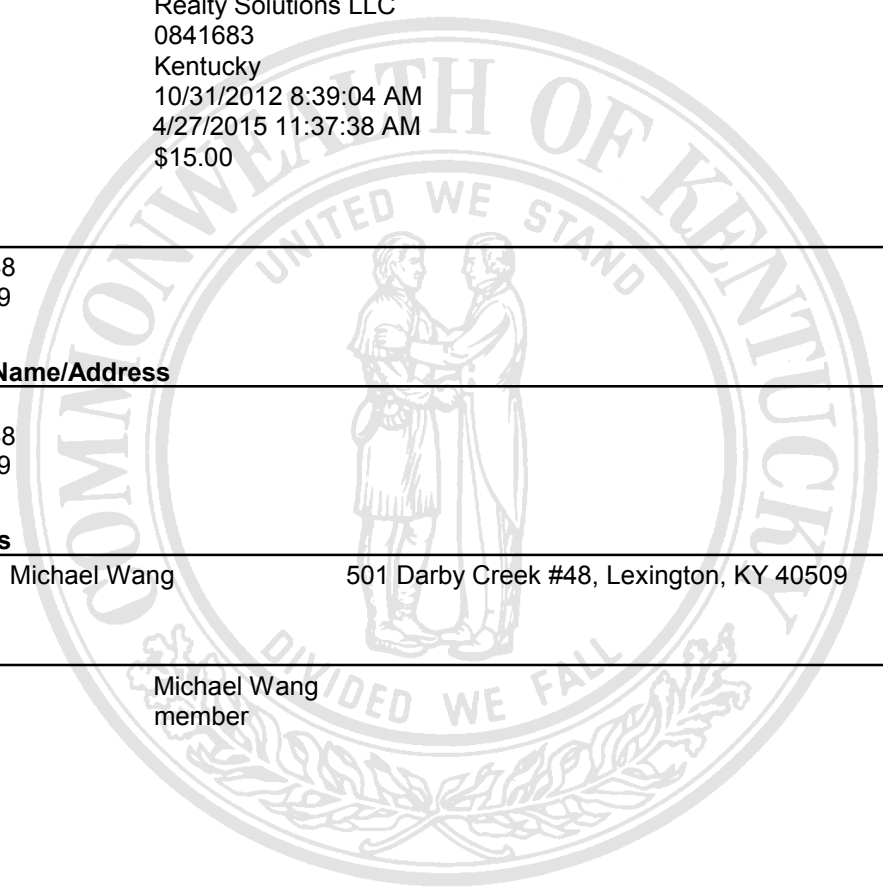 Realty Solutions LLC
0841683
Kentucky
10/31/2012 8:39:04 AM
4/27/2015 11:37:38 AM
$15.00
COMMONWEALTH OF KENTUCKY
UNITED WE STAND
8
9
Name/Address
8
9
s
Michael Wang 501 Darby Creek #48, Lexington, KY 40509
Michael Wang
member
DIVIDED WE FALL